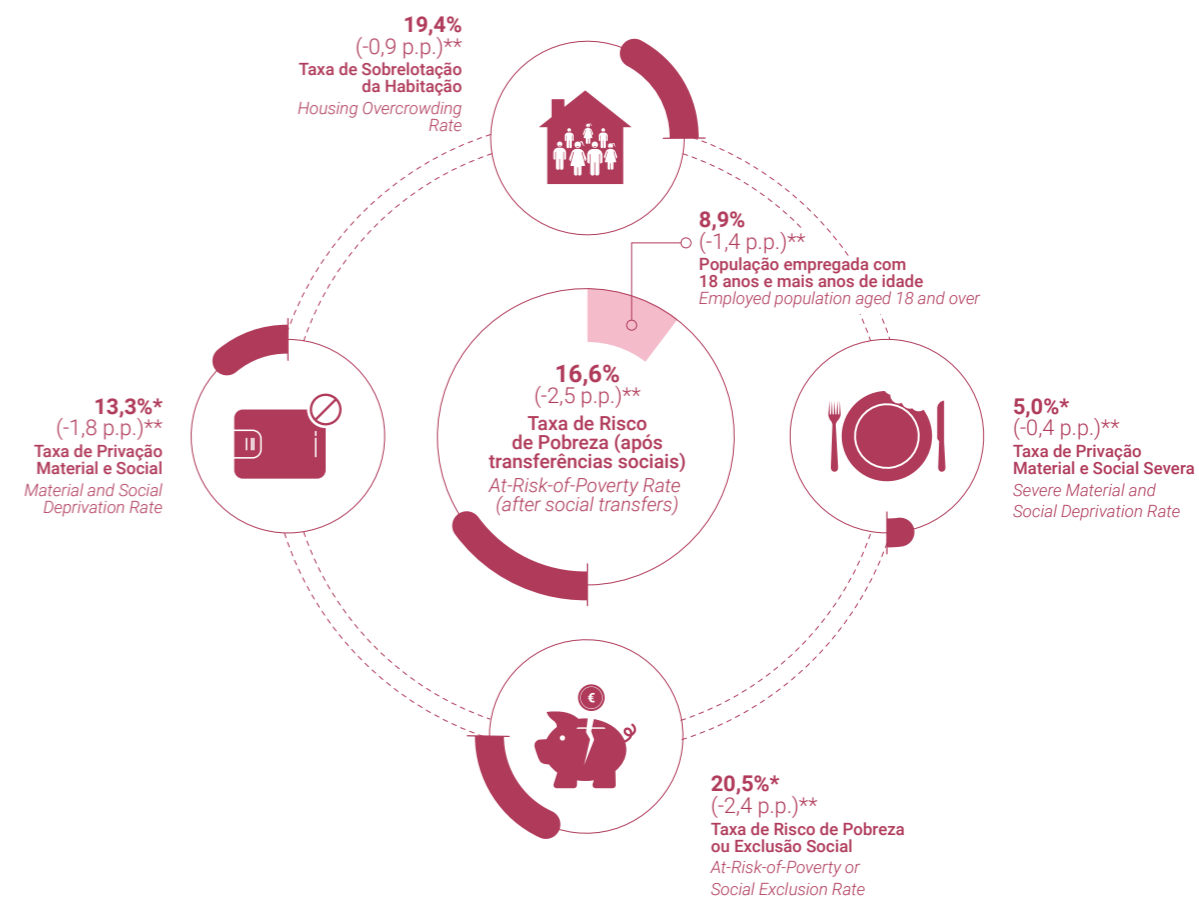 19,4%
(-0,9 p.p.)**
Taxa de Sobrelotação
da Habitação
Housing Overcrowding
Rate
8,9%
(-1,4 p.p.)**
População empregada com
18 anos e mais anos de idade
Employed population aged 18 and over
13,3%*
(-1,8 p.p.)**
Taxa de Privação
Material e Social
Material and Social
Deprivation Rate
16,6%
(-2,5 p.p.)**
Taxa de Risco
de Pobreza (após
transferências sociais)
At-Risk-of-Poverty Rate
(after social transfers)
5,0%*
(-0,4 p.p.)**
Taxa de Privação
Material e Social Severa
Severe Material and
Social Deprivation Rate
€
20,5%*
(-2,4 p.p.)**
Taxa de Risco de Pobreza
ou Exclusão Social
At-Risk-of-Poverty or
Social Exclusion Rate